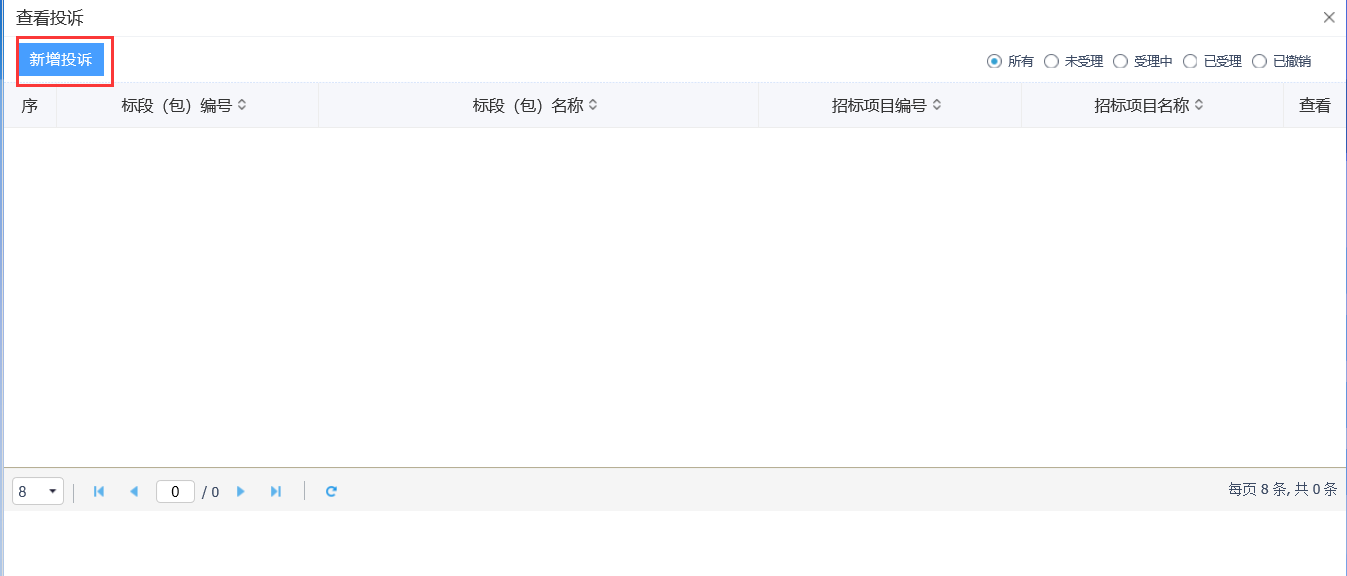 查看投诉
新增投诉
所有 未受理 受理中 已受理 已撤销
序 标段（包）编号 标段（包）名称 招标项目编号 招标项目名称 查看
8 0 / 0 每页 8 条, 共 0 条